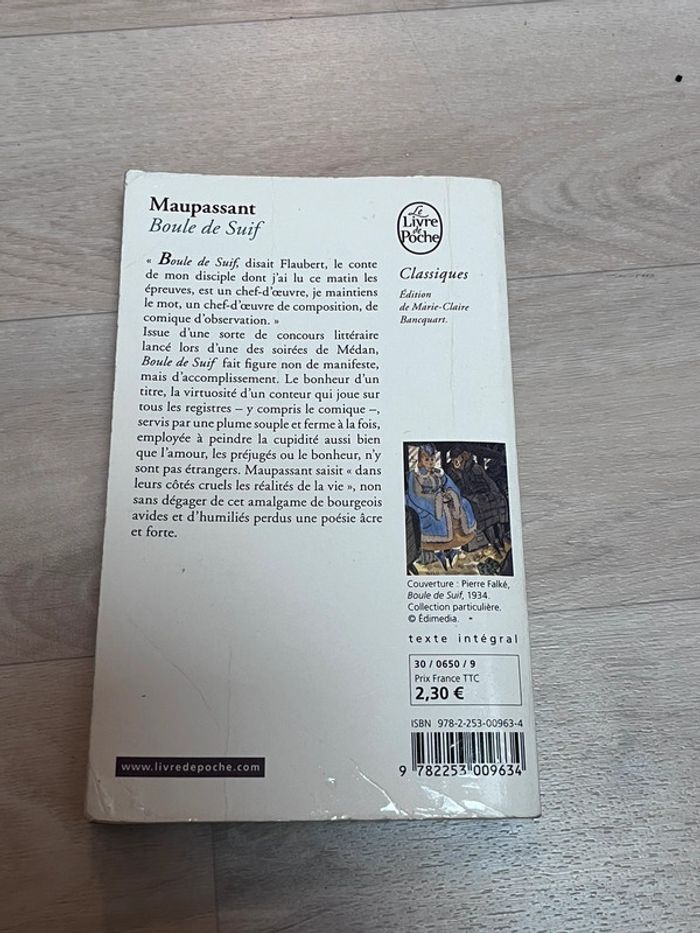 Maupassant
Boule de Suif
« Boule de Suif, disait Flaubert, le conte
de mon disciple dont j'ai lu ce matin les
épreuves, est un chef-d'œuvre, je maintiens
le mot, un chef-d'œuvre de composition, de
comique d'observation. »
Issue d'une sorte de concours littéraire
lancé lors d'une des soirées de Médan,
Boule de Suif fait figure non de manifeste,
mais d'accomplissement. Le bonheur d'un
titre, la virtuosité d'un conteur qui joue sur
tous les registres – y compris le comique –,
servis par une plume souple et ferme à la fois,
employée à peindre la cupidité aussi bien
que l'amour, les préjugés ou le bonheur, n'y
sont pas étrangers. Maupassant saisit « dans
leurs côtés cruels les réalités de la vie », non
sans dégager de cet amalgame de bourgeois
avides et d'humiliés perdus une poésie âcre
et forte.
Le
Livre
de
Poche
Classiques
Édition
de Marie-Claire
Bancquart.
Couverture : Pierre Falké,
Boule de Suif, 1934.
Collection particulière.
© Édimedia.
texte intégral
30 / 0650 / 9
Prix France TTC
2,30 €
ISBN 978-2-253-00963-4
9 782253 009634
www.livredepoche.com